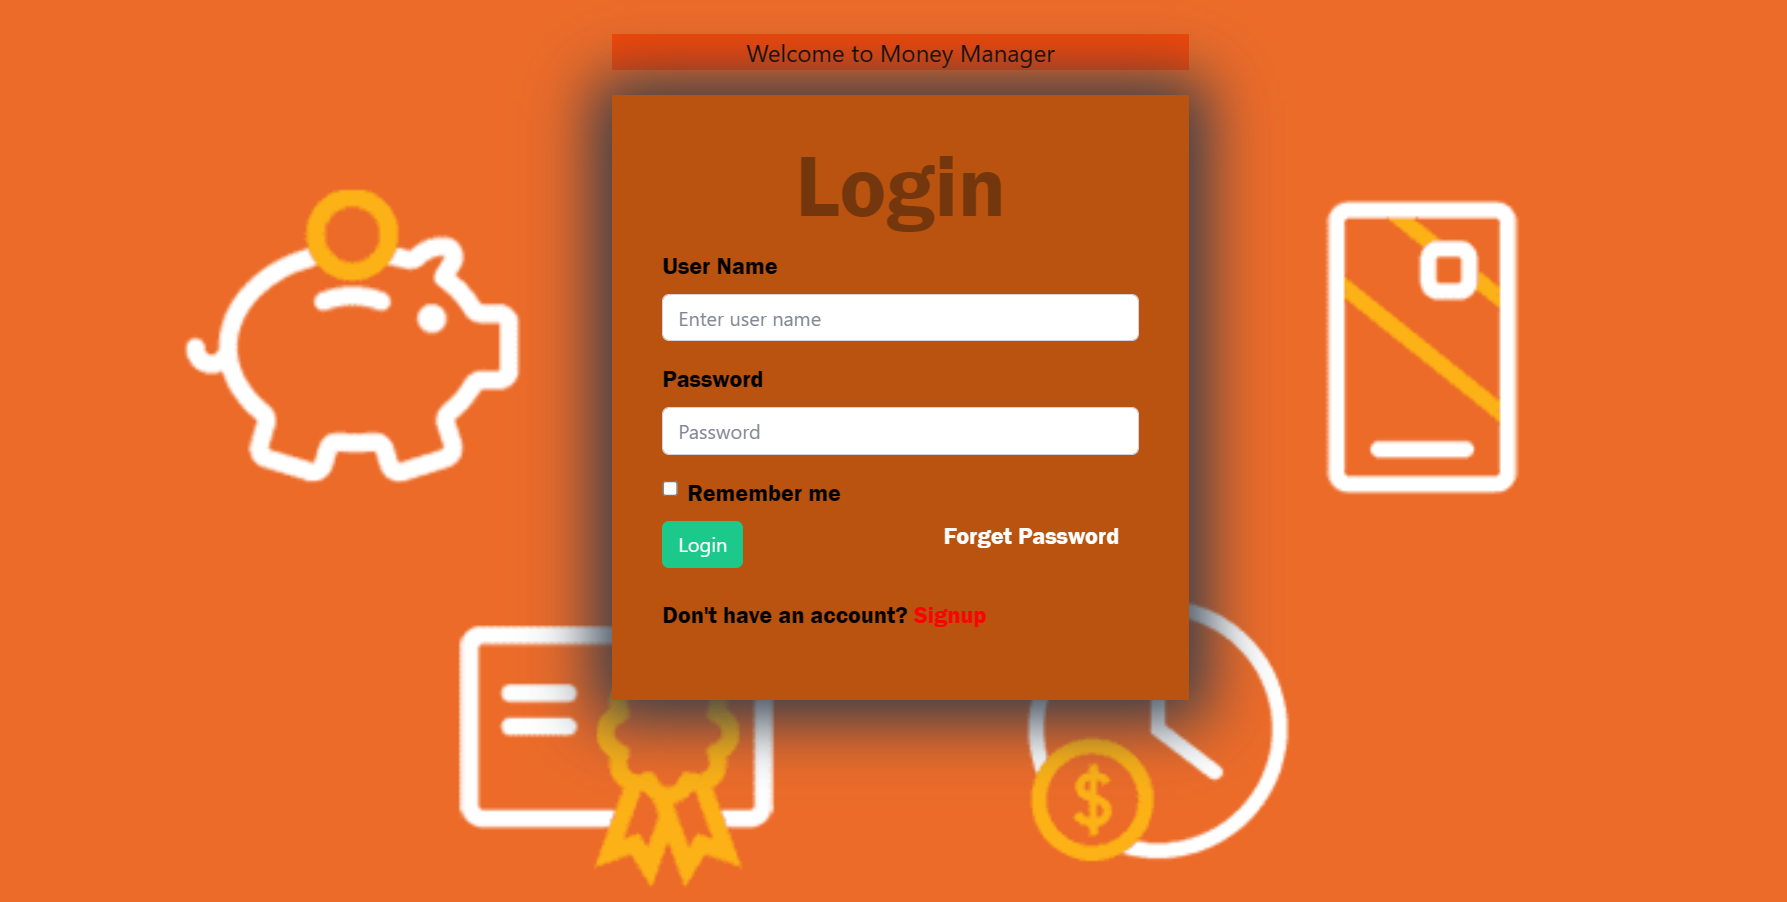 Welcome to Money Manager
Login
User Name
Enter user name
Password
Password
Remember me
Login
Forget Password
Don't have an account? Signup
$